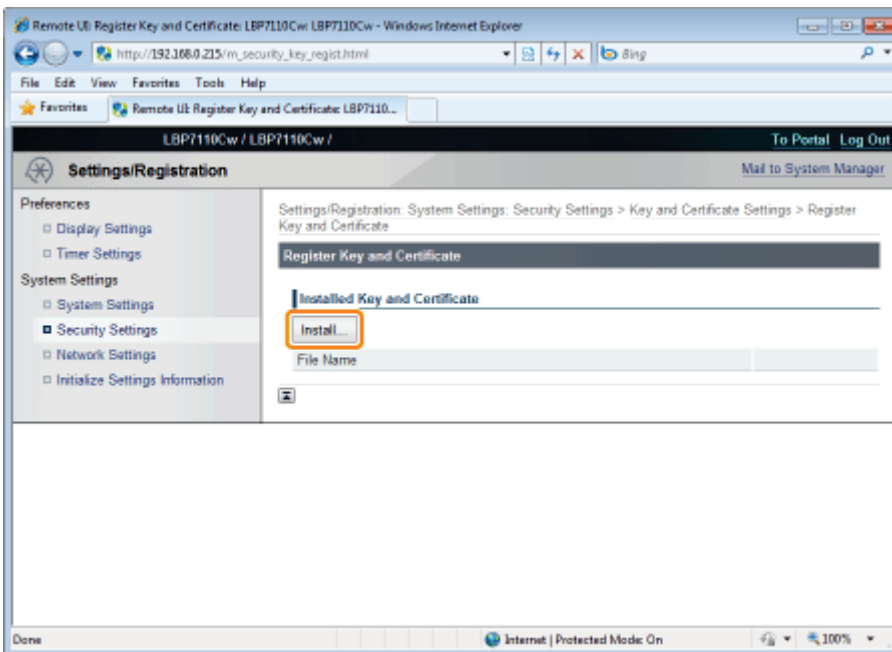 Remote UI: Register Key and Certificate: LBP7110Cw: LBP7110Cw - Windows Internet Explorer
http://192.168.0.215/m_security_key_regist.html
Bing
File Edit View Favorites Tools Help
Favorites
Remote UI: Register Key and Certificate: LBP7110...
LBP7110Cw / LBP7110Cw /
To Portal Log Out
Settings/Registration
Mail to System Manager
Preferences
Display Settings
Timer Settings
System Settings
System Settings
Security Settings
Network Settings
Initialize Settings Information
Settings/Registration: System Settings: Security Settings > Key and Certificate Settings > Register
Key and Certificate
Register Key and Certificate
Installed Key and Certificate
Install...
File Name
Done
Internet | Protected Mode: On
100%